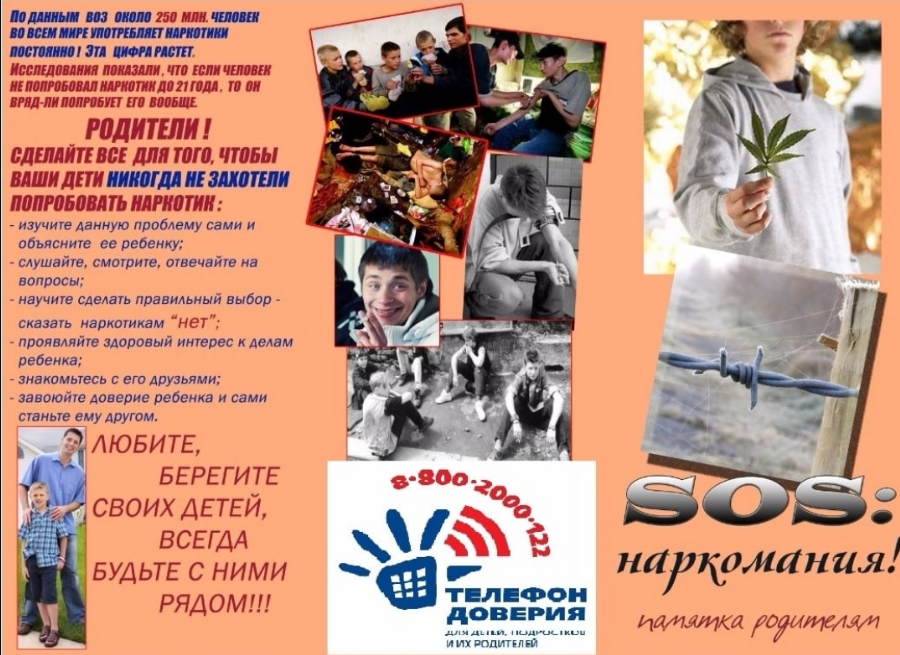 По данным ВОЗ около 250 млн. человек
во всем мире употребляет наркотики
постоянно! Эта цифра растет.
Исследования показали, что если человек
не попробовал наркотик до 21 года, то он
вряд-ли попробует его вообще.
РОДИТЕЛИ!
СДЕЛАЙТЕ ВСЕ ДЛЯ ТОГО, ЧТОБЫ
ВАШИ ДЕТИ НИКОГДА НЕ ЗАХОТЕЛИ
ПОПРОБОВАТЬ НАРКОТИК:
- изучите данную проблему сами и
объясните ее ребенку;
- слушайте, смотрите, отвечайте на
вопросы;
- научите сделать правильный выбор -
сказать наркотикам "нет";
- проявляйте здоровый интерес к делам
ребенка;
- знакомьтесь с его друзьями;
- завоюйте доверие ребенка и сами
станьте ему другом.
ЛЮБИТЕ,
БЕРЕГИТЕ
СВОИХ ДЕТЕЙ,
ВСЕГДА
БУДЬТЕ С НИМИ
РЯДОМ!!!
8-800-2000-122
ТЕЛЕФОН
ДОВЕРИЯ
ДЛЯ ДЕТЕЙ, ПОДРОСТКОВ
И ИХ РОДИТЕЛЕЙ
SOS:
наркомания!
памятка родителям